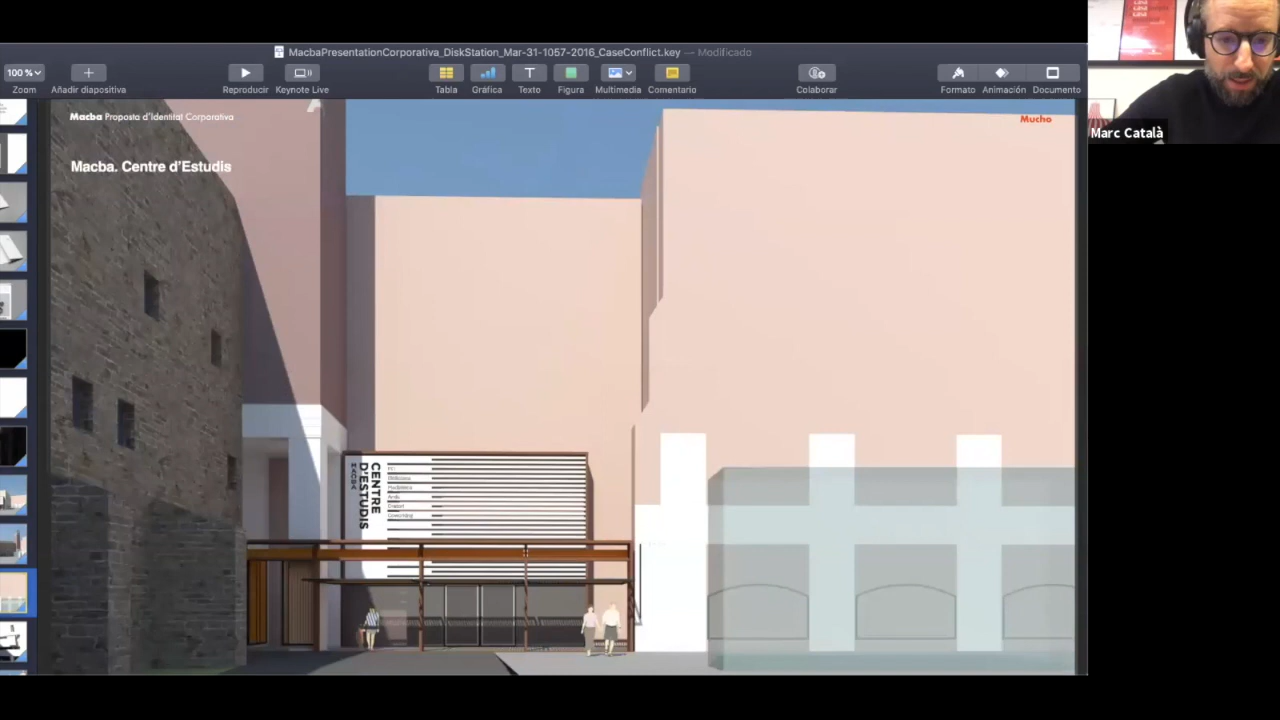 MacbaPresentationCorporativa_DiskStation_Mar-31-1057-2016_CaseConflict.key — Modificado
100 %
Zoom
Añadir diapositiva
Reproducir
Keynote Live
Tabla
Gráfica
Texto
Figura
Multimedia
Comentario
Colaborar
Formato
Animación
Documento
Macba Proposta d'Identitat Corporativa
Mucho
Macba. Centre d'Estudis
CENTRE
D'ESTUDIS
MACBA
Marc Català